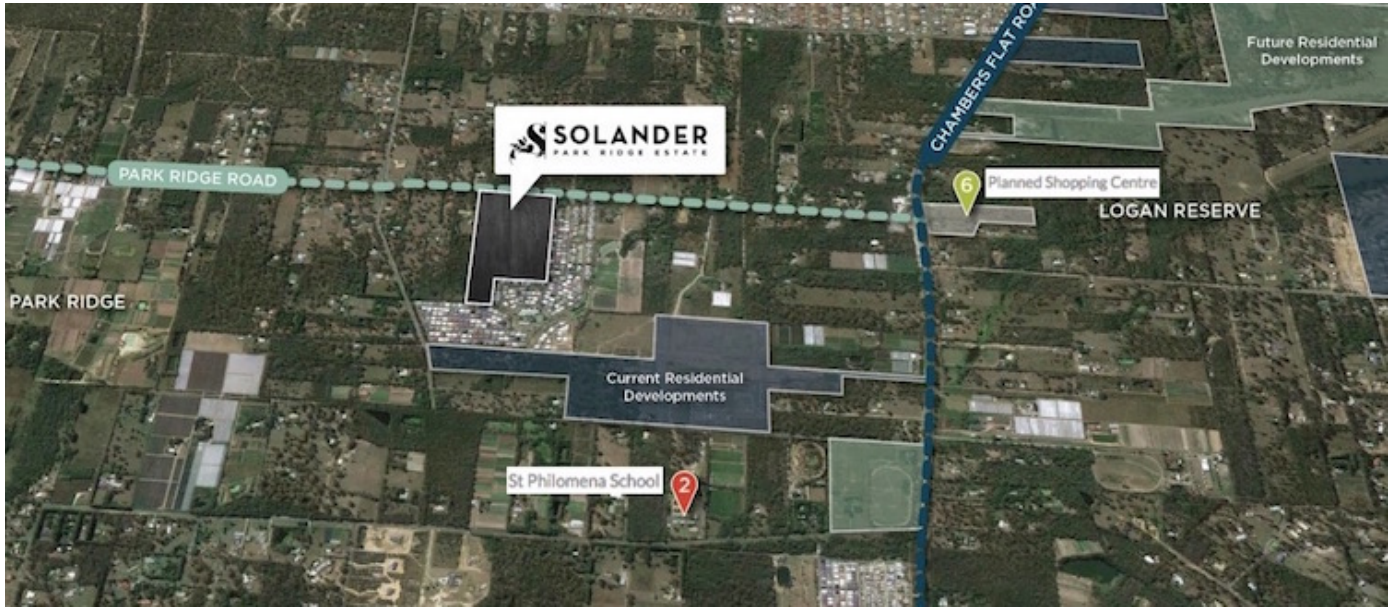 Future Residential
Developments
CHAMBERS FLAT ROA
SOLANDER
PARK RIDGE ESTATE
PARK RIDGE ROAD
6
Planned Shopping Centre
LOGAN RESERVE
PARK RIDGE
Current Residential
Developments
St Philomena School
2